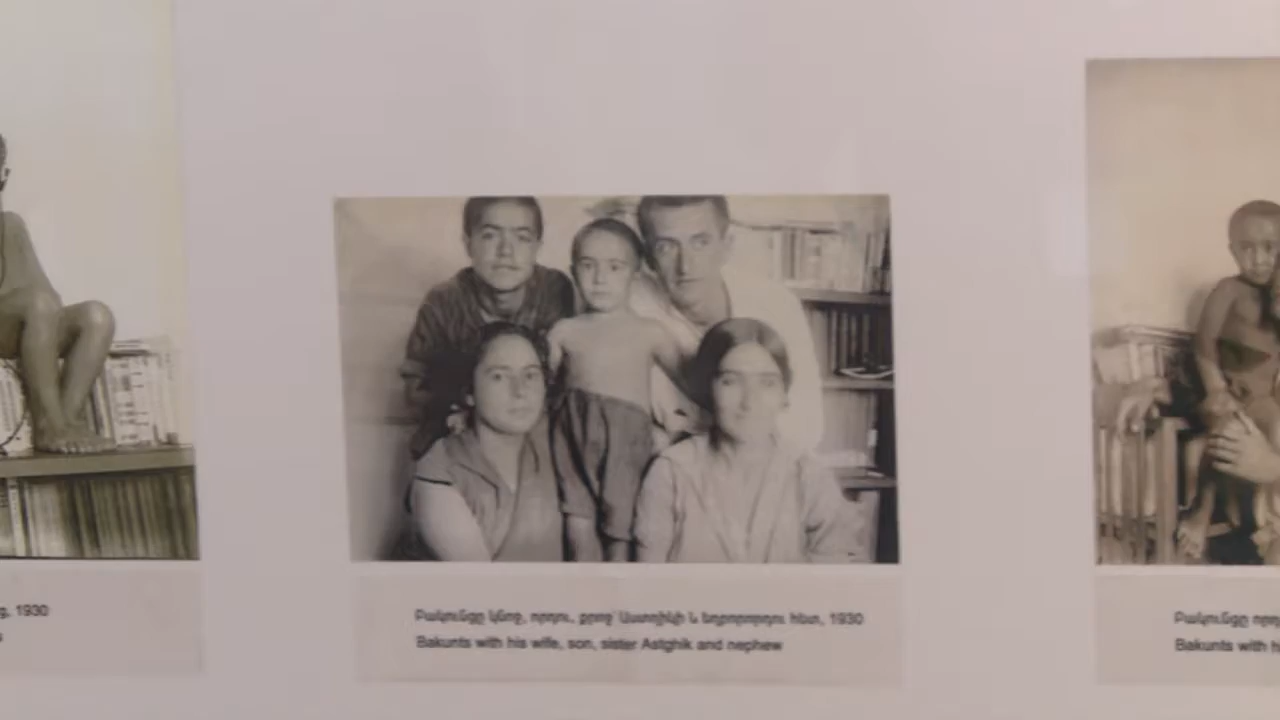 , 1930
Բակունցը կնոջ, որդու, քրոջ՝ Աստղիկի և եղբորորդու հետ, 1930
Bakunts with his wife, son, sister Astghik and nephew
Բակունցը
Bakunts with